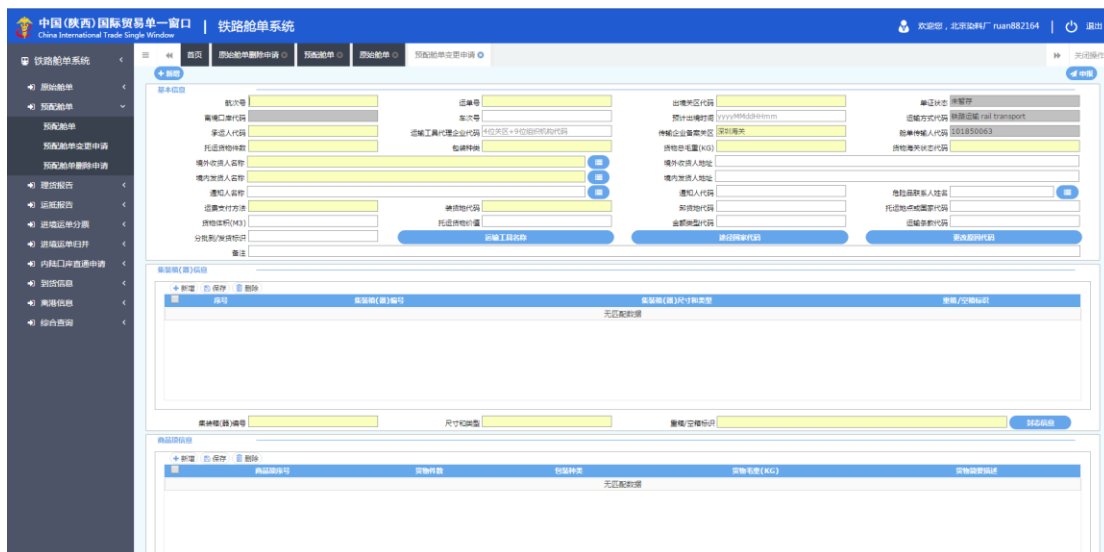 中国(陕西)国际贸易单一窗口 | 铁路舱单系统 欢迎您，北京染料厂 ruan882164 | 退出
China International Trade Single Window
铁路舱单系统 首页 原始舱单删除申请 预配舱单 原始舱单 预配舱单变更申请 关闭操作
+ 新增 申报
原始舱单
预配舱单
预配舱单
预配舱单变更申请
预配舱单删除申请
理货报告
运抵报告
进境运单分票
进境运单归并
内陆口岸直通申请
到货信息
离港信息
综合查询
基本信息
航次号 运单号 出境关区代码 单证状态 未暂存
离境口岸代码 车次号 预计出境时间 yyyyMMddHHmm 运输方式代码 铁路运输 rail transport
承运人代码 运输工具代理企业代码 4位关区+9位组织机构代码 传输企业备案关区 深圳海关 舱单传输人代码 101850063
托运货物件数 包装种类 货物总毛重(KG) 货物海关状态代码
境外收货人名称 境外收货人地址
境内发货人名称 境内发货人地址
通知人名称 通知人代码 危险品联系人姓名
运费支付方法 装货地代码 卸货地代码 托运地点或国家代码
货物体积(M3) 托运货物价值 金额类型代码 运输条款代码
分批到/发货标识 运输工具名称 途经国家代码 更改原因代码
备注
集装箱(器)信息
+ 新增 保存 删除
序号 集装箱(器)编号 集装箱(器)尺寸和类型 重箱/空箱标识
无匹配数据
集装箱(器)编号 尺寸和类型 重箱/空箱标识 封志信息
商品项信息
+ 新增 保存 删除
商品项序号 货物件数 包装种类 货物毛重(KG) 货物简要描述
无匹配数据